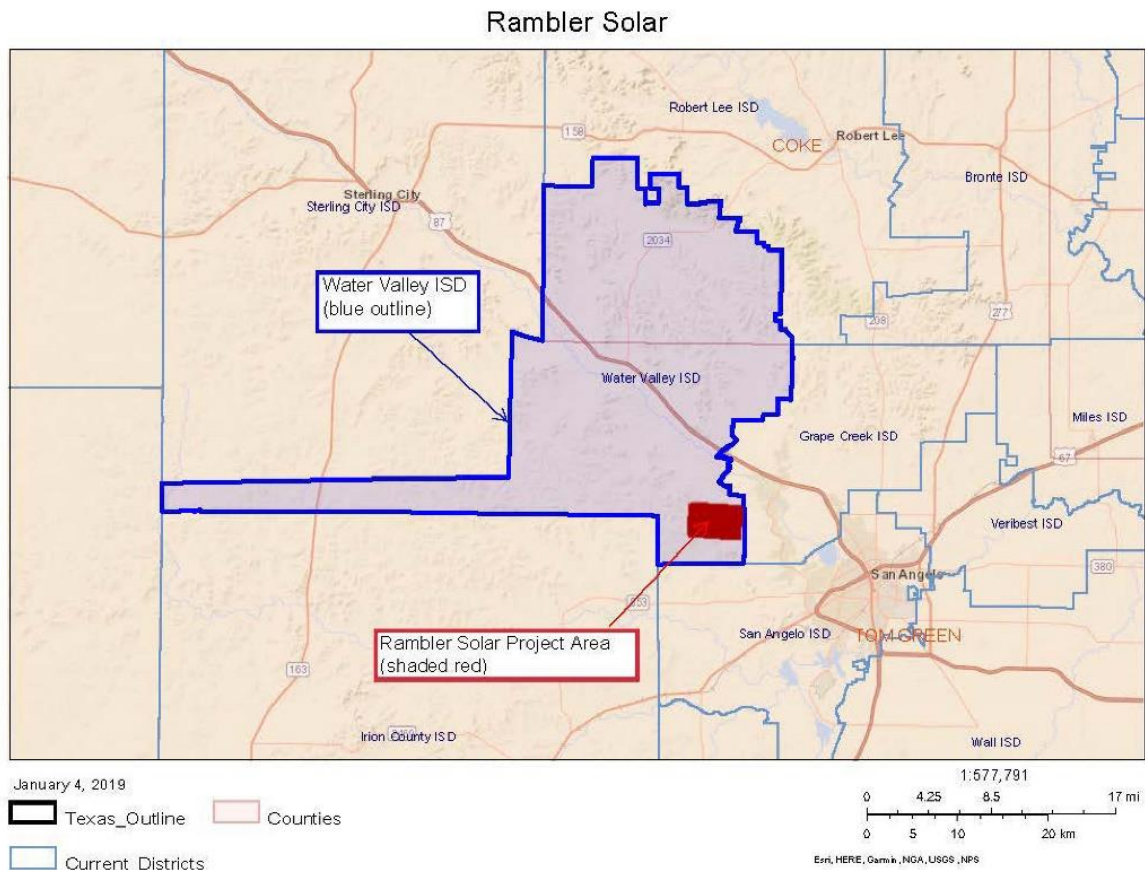 Rambler Solar
Robert Lee ISD
158
Robert Lee
COKE
Bronte ISD
Sterling City
Sterling City ISD
87
2034
Water Valley ISD
(blue outline)
277
208
Water Valley ISD
Miles ISD
Grape Creek ISD
67
Veribest ISD
San Angelo
380
853
San Angelo ISD
TOM GREEN
Rambler Solar Project Area
(shaded red)
163
Irion County ISD
Wall ISD
January 4, 2019
1:577,791
0 4.25 8.5 17 mi
0 5 10 20 km
Texas_Outline
Counties
Current_Districts
Esri, HERE, Garmin, NGA, USGS, NPS